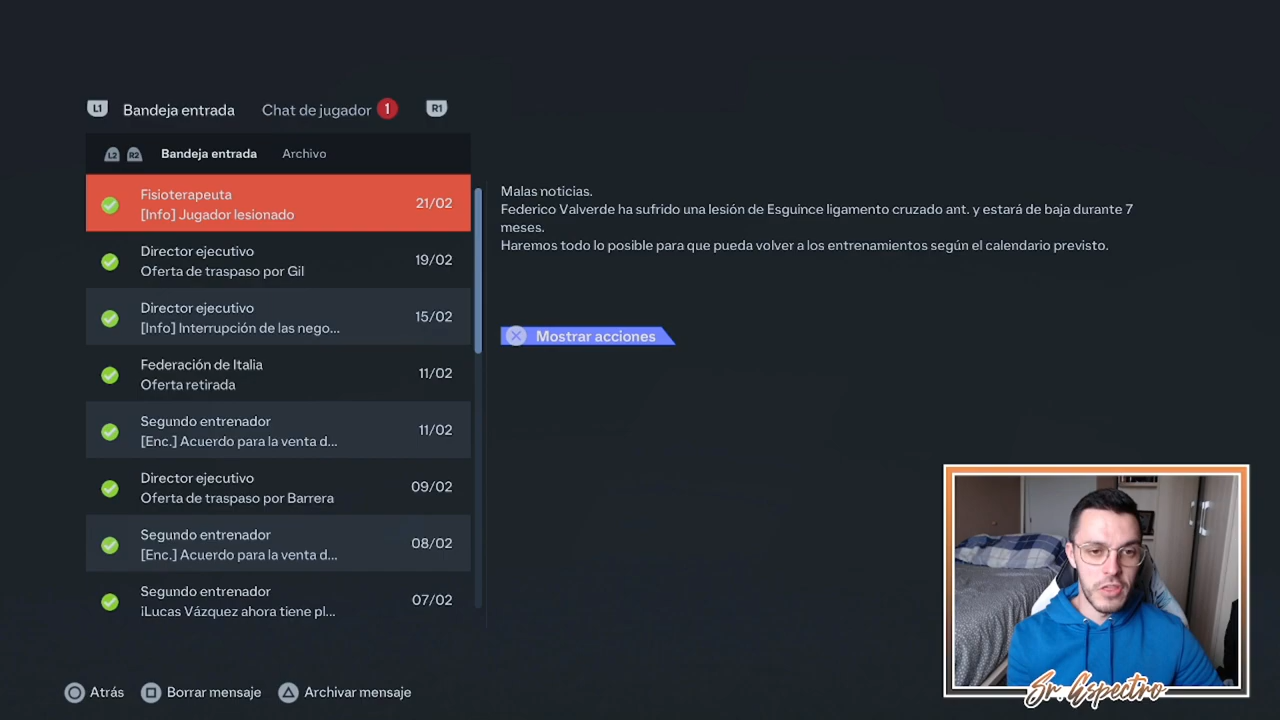 L1 Bandeja entrada Chat de jugador 1 R1
L2 R2 Bandeja entrada Archivo
Fisioterapeuta
[Info] Jugador lesionado
21/02
Director ejecutivo
Oferta de traspaso por Gil
19/02
Director ejecutivo
[Info] Interrupción de las nego...
15/02
Federación de Italia
Oferta retirada
11/02
Segundo entrenador
[Enc.] Acuerdo para la venta d...
11/02
Director ejecutivo
Oferta de traspaso por Barrera
09/02
Segundo entrenador
[Enc.] Acuerdo para la venta d...
08/02
Segundo entrenador
¡Lucas Vázquez ahora tiene pl...
07/02
Malas noticias.
Federico Valverde ha sufrido una lesión de Esguince ligamento cruzado ant. y estará de baja durante 7
meses.
Haremos todo lo posible para que pueda volver a los entrenamientos según el calendario previsto.
Mostrar acciones
Atrás Borrar mensaje Archivar mensaje
Sr. Espectro